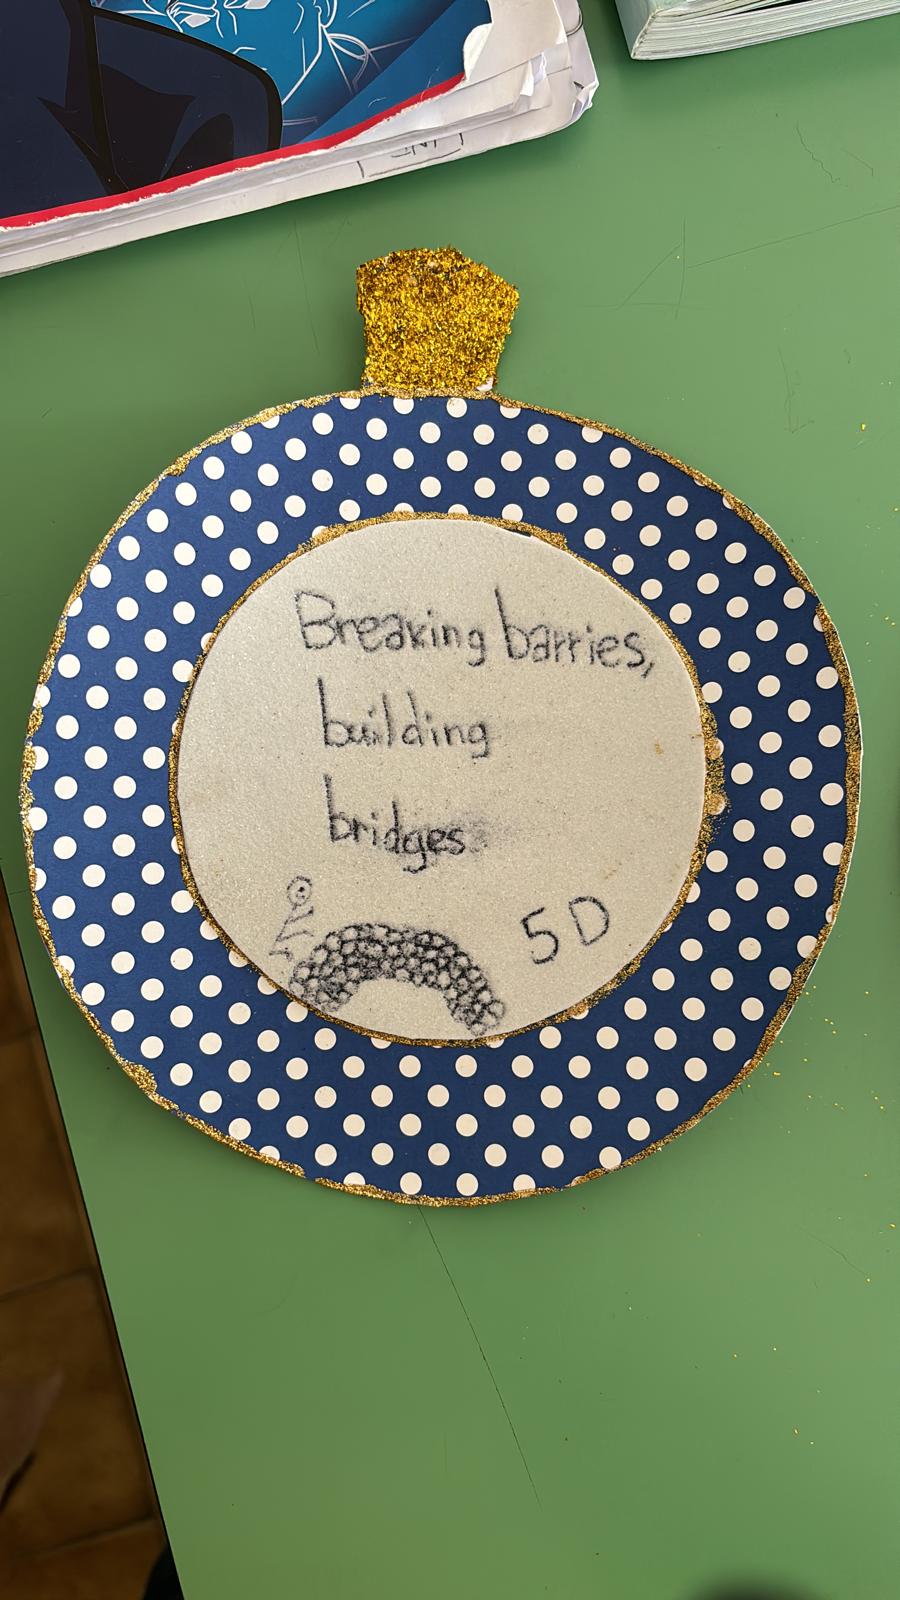 Breaking barries,
building
bridges.
5D